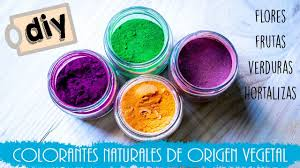 diy
FLORES
FRUTAS
VERDURAS
HORTALIZAS
COLORANTES NATURALES DE ORIGEN VEGETAL